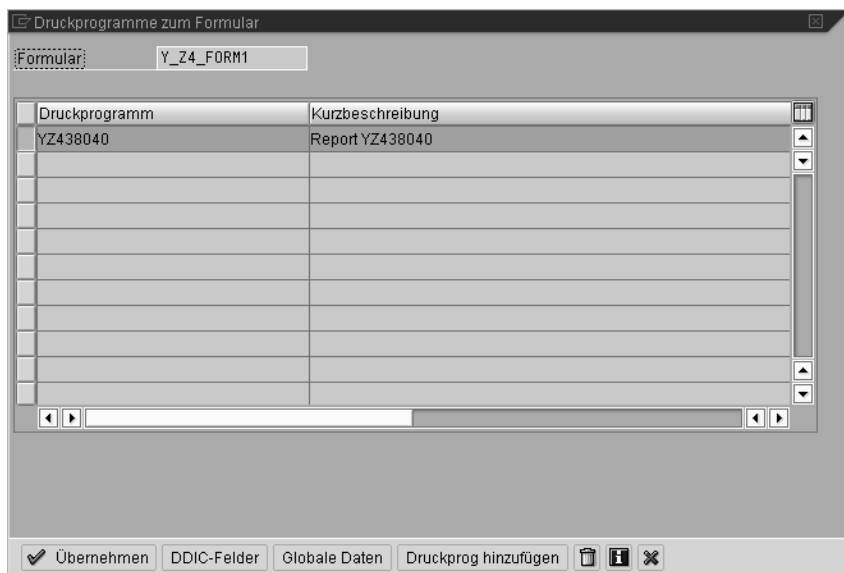 Druckprogramme zum Formular
Formular Y_Z4_FORM1
Druckprogramm Kurzbeschreibung
YZ438040 Report YZ438040
Übernehmen DDIC-Felder Globale Daten Druckprog hinzufügen